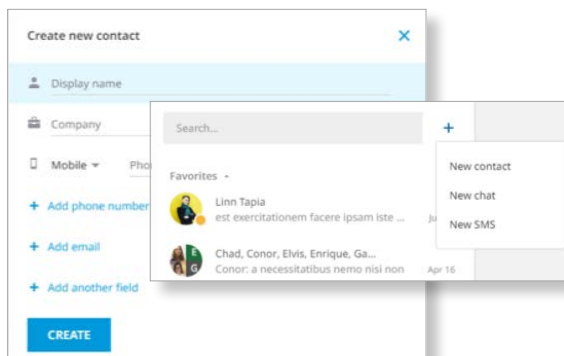 Create new contact
Display name
Company
Mobile
Add phone number
Add email
Add another field
CREATE
Search...
+
New contact
New chat
New SMS
Favorites
Linn Tapia
est exercitationem facere ipsam iste ...
Chad, Conor, Elvis, Enrique, Ga...
Conor: a necessitatibus nemo nisi non
Apr 16